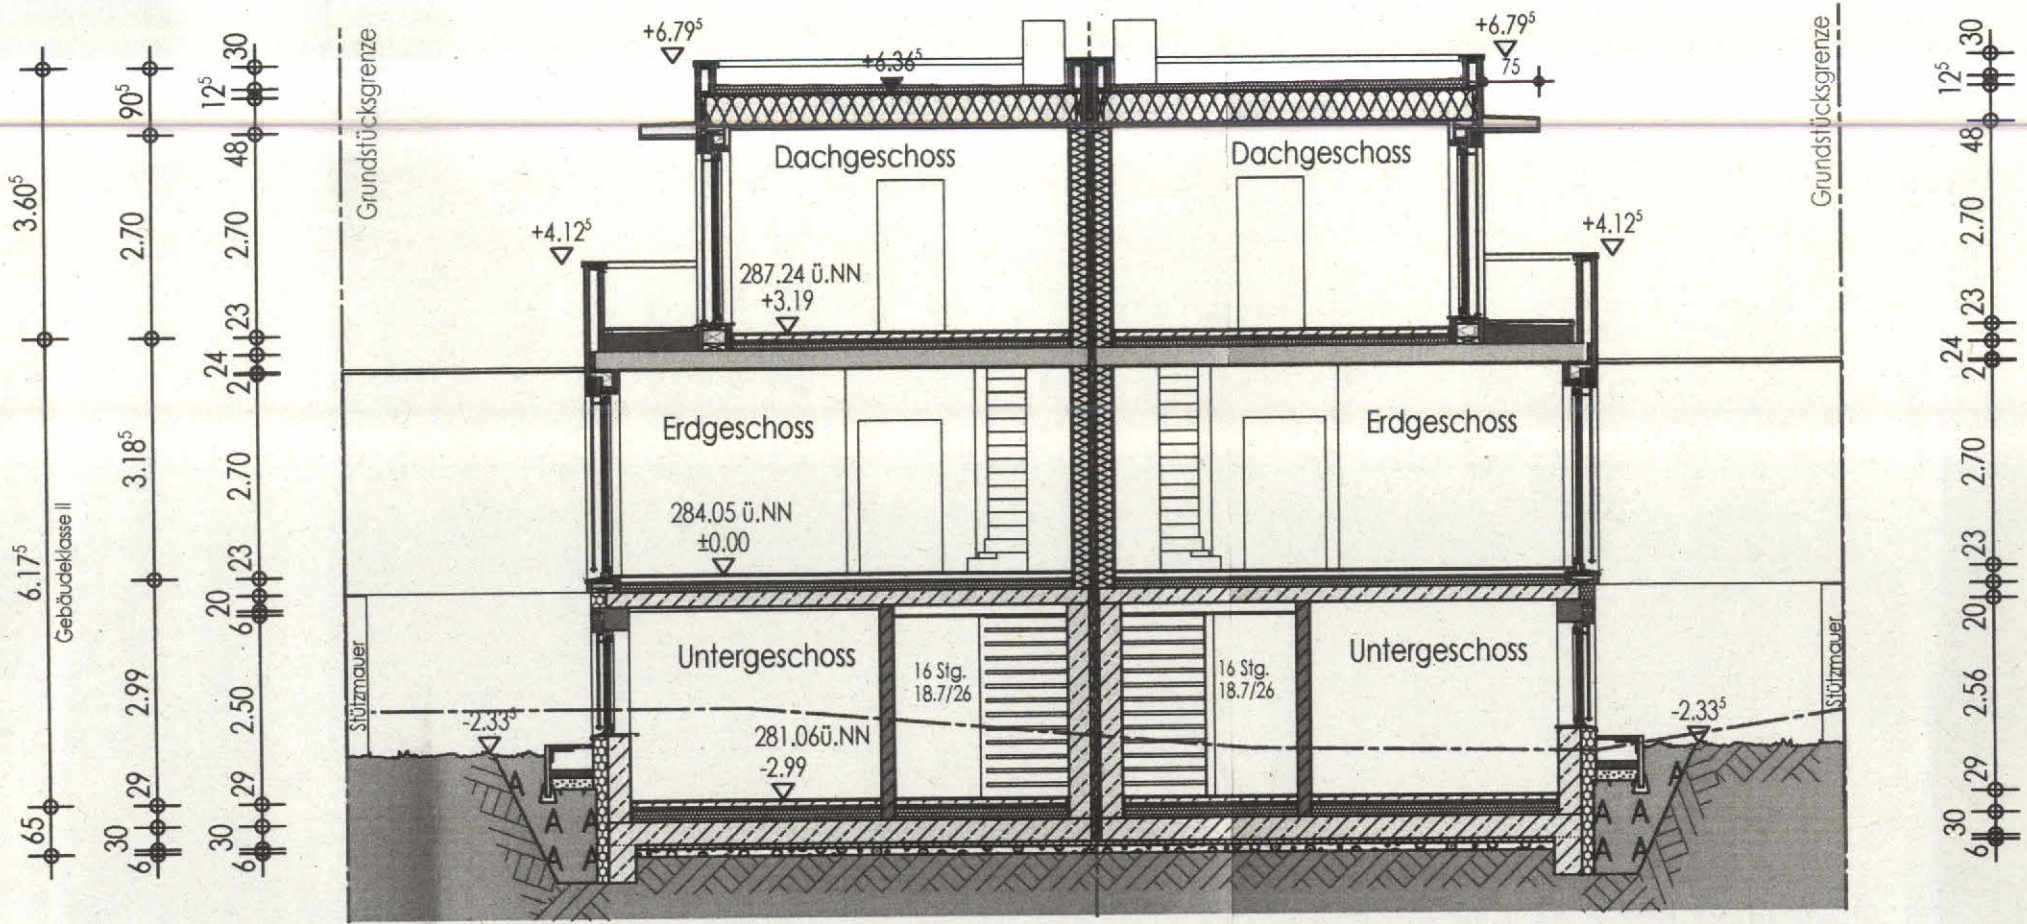 3.60⁵
6.17⁵
65
Gebäudeklasse II
90⁵
2.70
3.18⁵
2.99
29
30
6
30
12⁵
48
2.70
23
24
2
2.70
23
20
6
2.50
29
30
6
Grundstücksgrenze
+6.79⁵
+6.36⁵
+6.79⁵
75
Grundstücksgrenze
Dachgeschoss
Dachgeschoss
+4.12⁵
+4.12⁵
287.24 ü.NN
+3.19
Erdgeschoss
Erdgeschoss
284.05 ü.NN
±0.00
Untergeschoss
Untergeschoss
16 Stg.
18.7/26
16 Stg.
18.7/26
Stützmauer
Stützmauer
-2.33⁵
-2.33⁵
281.06ü.NN
-2.99
A
A A
A
A
A
A A
A A
30
12⁵
48
2.70
23
24
3.70
23
20
2.56
29
30
6